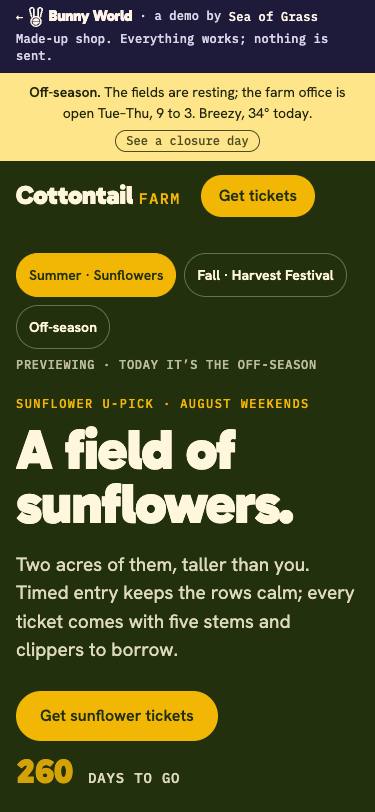 ← Bunny World · a demo by Sea of Grass
Made-up shop. Everything works; nothing is
sent.
Off-season. The fields are resting; the farm office is
open Tue–Thu, 9 to 3. Breezy, 34° today.
See a closure day
Cottontail FARM Get tickets
Summer · Sunflowers Fall · Harvest Festival
Off-season
PREVIEWING · TODAY IT’S THE OFF-SEASON
SUNFLOWER U-PICK · AUGUST WEEKENDS
A field of
sunflowers.
Two acres of them, taller than you.
Timed entry keeps the rows calm; every
ticket comes with five stems and
clippers to borrow.
Get sunflower tickets
260 DAYS TO GO